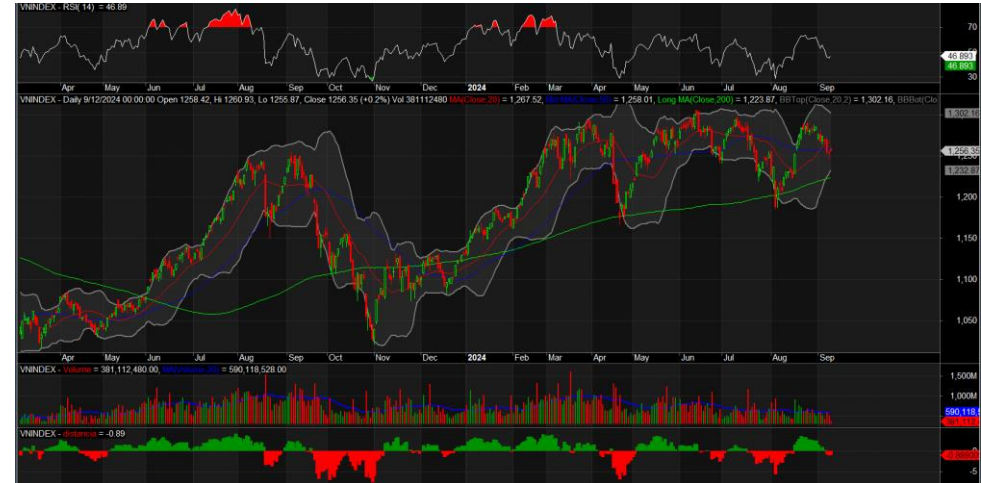 VNINDEX - RSI( 14) = 46.89
70
50
46.893
46.893
30
Apr May Jun Jul Aug Sep Oct Nov Dec 2024 Feb Mar Apr May Jun Jul Aug Sep
VNINDEX - Daily 9/12/2024 00:00:00 Open 1258.42, Hi 1260.93, Lo 1255.87, Close 1256.35 (+0.2%) Vol 381112480 MA(Close,20) = 1,267.52, = 1,258.01, Long MA(Close,200) = 1,223.87, BBTop(Close,20,2) = 1,302.16, BBBot(Clo
1,302.16
1,256.35
1,250
1,232.87
1,200
1,150
1,100
1,050
Apr May Jun Jul Aug Sep Oct Nov Dec 2024 Feb Mar Apr May Jun Jul Aug Sep
VNINDEX - Volume = 381,112,480.00, = 590,118,528.00
1,500M
1,000M
590,118,5
VNINDEX - distancia = -0.89
0
-5